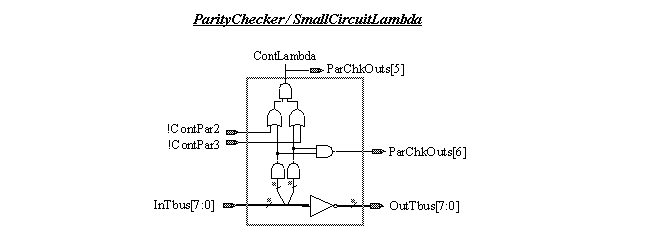 ParityChecker / SmallCircuitLambda
ContLambda
ParChkOuts[5]
!ContPar2
!ContPar3
ParChkOuts[6]
InTbus[7:0]
OutTbus[7:0]